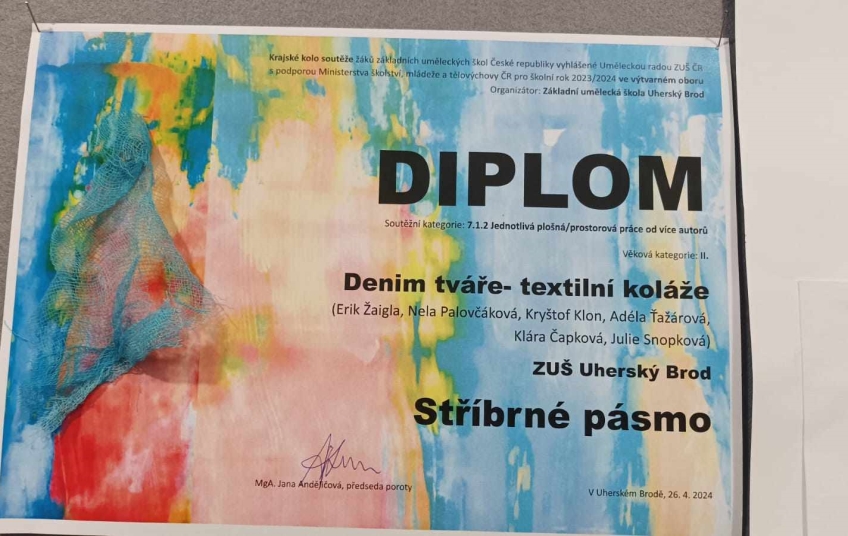 Krajské kolo soutěže žáků základních uměleckých škol České republiky vyhlášené Uměleckou radou ZUŠ ČR
s podporou Ministerstva školství, mládeže a tělovýchovy ČR pro školní rok 2023/2024 ve výtvarném oboru
Organizátor: Základní umělecká škola Uherský Brod
DIPLOM
Soutěžní kategorie: 7.1.2 Jednotlivá plošná/prostorová práce od více autorů
Věková kategorie: II.
Denim tváře- textilní koláže
(Erik Žaigla, Nela Palovčáková, Kryštof Klon, Adéla Ťažárová,
Klára Čapková, Julie Snopková)
ZUŠ Uherský Brod
Stříbrné pásmo
MgA. Jana Andělíčová, předseda poroty
V Uherském Brodě, 26. 4. 2024